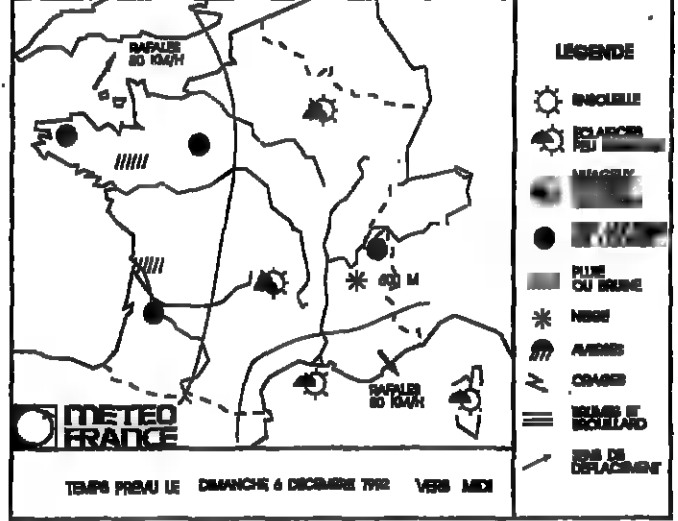 RAFALES
80 KM/H
RAFALES
80 KM/H
METEO
FRANCE
TEMPS PREVU LE DIMANCHE 6 DECEMBRE 1992 VERS MIDI
LEGENDE
ENSOLEILLE
ECLAIRCIES
PEU
NUAGEUX
PLUIE
OU BRUINE
NEIGE
AVERSES
ORAGES
BRUMES ET
BROUILLARD
SENS DE
DEPLACEMENT